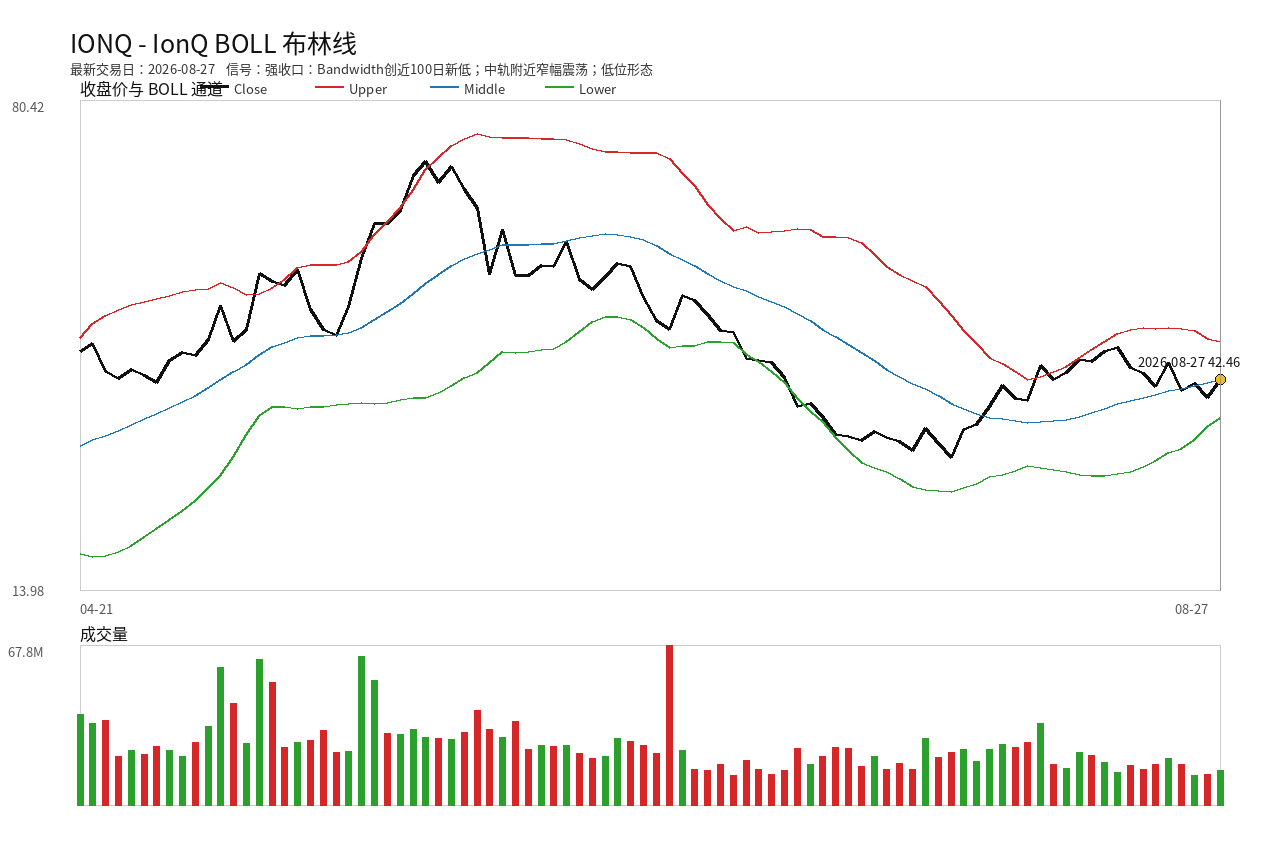 IONQ - IonQ BOLL 布林线
最新交易日：2026-08-27 信号：强收口；Bandwidth创近100日新低；中轨附近窄幅震荡；低位形态
收盘价与 BOLL 通道 Close Upper Middle Lower
80.42
2026-08-27 42.46
13.98
04-21 08-27
成交量
67.8M